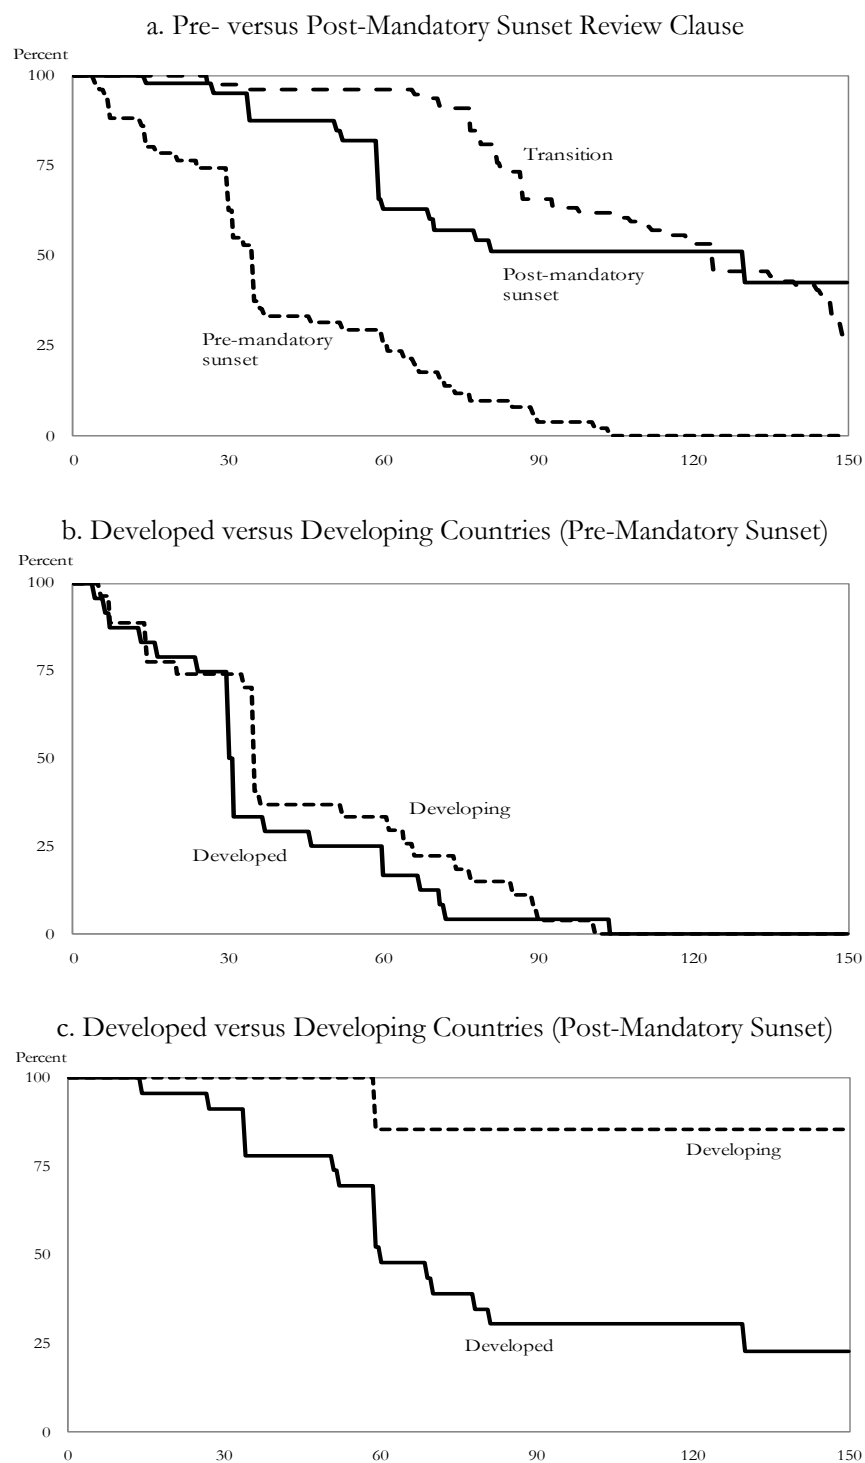 a. Pre- versus Post-Mandatory Sunset Review Clause
Percent
100
75
50
25
0
Transition
Post-mandatory
sunset
Pre-mandatory
sunset
0 30 60 90 120 150
b. Developed versus Developing Countries (Pre-Mandatory Sunset)
Percent
100
75
50
25
0
Developing
Developed
0 30 60 90 120 150
c. Developed versus Developing Countries (Post-Mandatory Sunset)
Percent
100
75
50
25
0
Developing
Developed
0 30 60 90 120 150